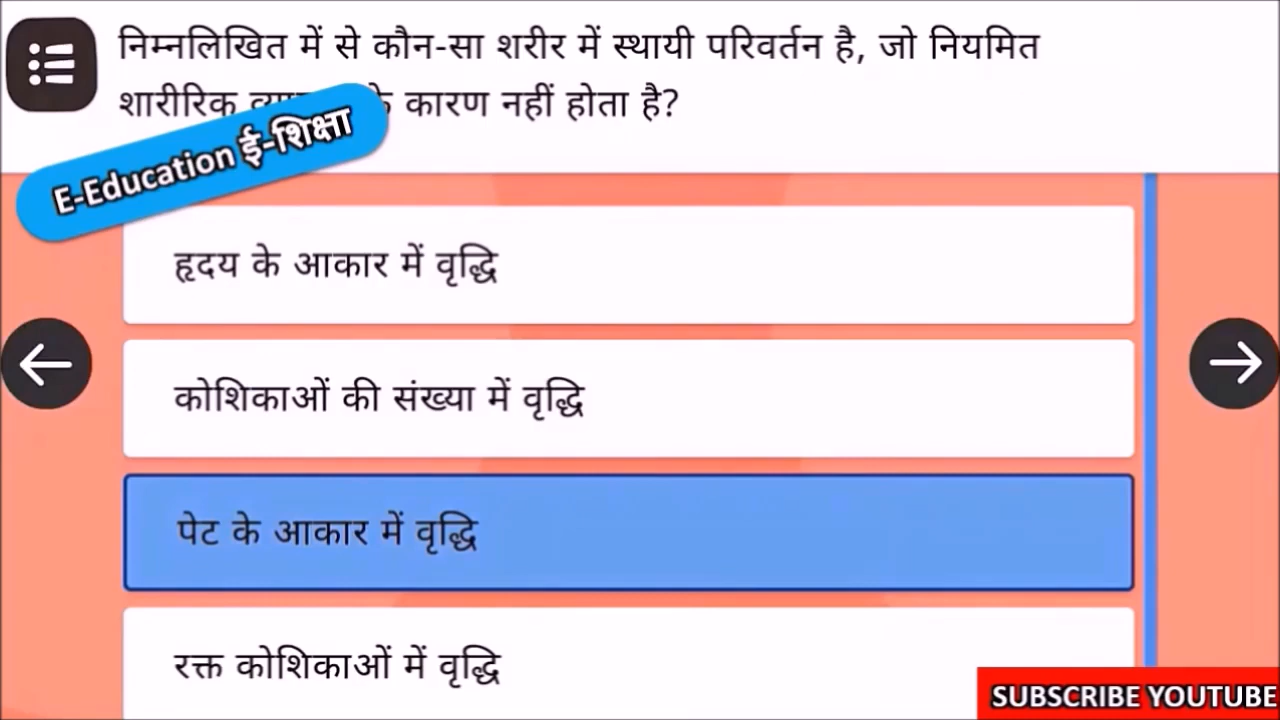 निम्नलिखित में से कौन-सा शरीर में स्थायी परिवर्तन है, जो नियमित
शारीरिक कारण नहीं होता है?
E-Education ई-शिक्षा
हृदय के आकार में वृद्धि
कोशिकाओं की संख्या में वृद्धि
पेट के आकार में वृद्धि
रक्त कोशिकाओं में वृद्धि
SUBSCRIBE YOUTUBE